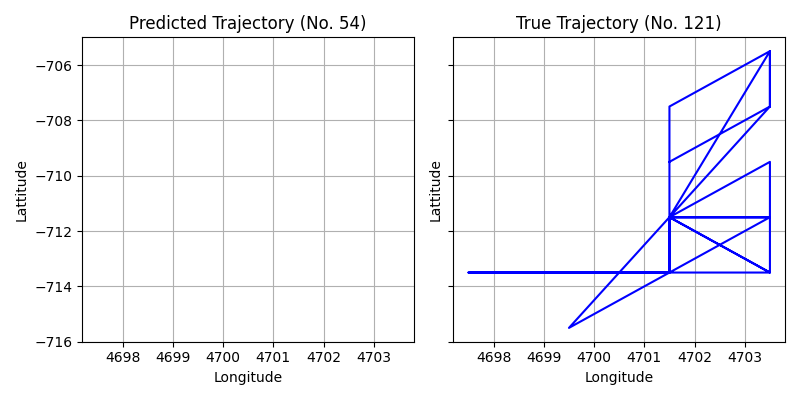 Predicted Trajectory (No. 54)
−706
−708
−710
−712
−714
−716
Lattitude
4698 4699 4700 4701 4702 4703
Longitude
True Trajectory (No. 121)
Lattitude
4698 4699 4700 4701 4702 4703
Longitude